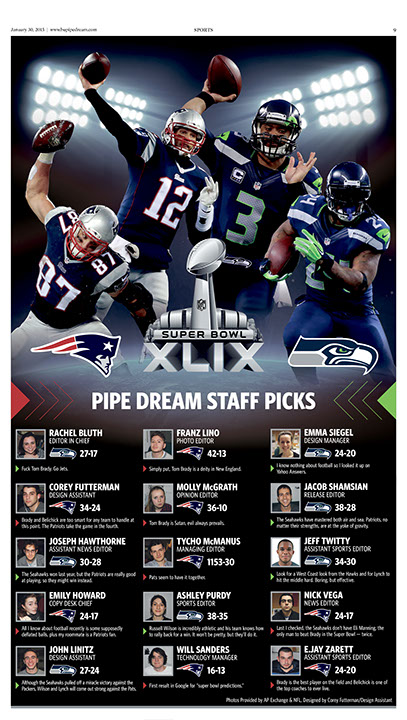 January 30, 2015 | www.bupipedream.com
SPORTS
9
87
87
12
3
C
24
NFL
SUPER BOWL
XLIX
PIPE DREAM STAFF PICKS
RACHEL BLUTH
EDITOR IN CHIEF
27-17
Fuck Tom Brady. Go Jets.
FRANZ LINO
PHOTO EDITOR
42-13
Simply put, Tom Brady is a deity in New England.
EMMA SIEGEL
DESIGN MANAGER
24-20
I know nothing about football so I looked it up on
Yahoo Answers.
COREY FUTTERMAN
DESIGN ASSISTANT
34-24
Brady and Belichick are too smart for any team to handle at
this point. The Patriots take the game in the fourth.
MOLLY McGRATH
OPINION EDITOR
36-10
Tom Brady is Satan, evil always prevails.
JACOB SHAMSIAN
RELEASE EDITOR
38-28
The Seahawks have mastered both air and sea. Patriots, no
matter their strengths, are at the yoke of gravity.
JOSEPH HAWTHORNE
ASSISTANT NEWS EDITOR
30-28
The Seahawks won last year, but the Patriots are really good
at playing, so they might win instead.
TYCHO McMANUS
MANAGING EDITOR
1153-30
Pats seem to have it together.
JEFF TWITTY
ASSISTANT SPORTS EDITOR
34-30
Look for a West Coast look from the Hawks and for Lynch to
hit the middle hard. Boring, but effective.
EMILY HOWARD
COPY DESK CHIEF
24-17
All I know about football recently is some supposedly
deflated balls, plus my roommate is a Patriots fan.
ASHLEY PURDY
SPORTS EDITOR
38-35
Russell Wilson is incredibly athletic and his team knows how
to rally back for a win. It won't be pretty, but they'll do it.
NICK VEGA
NEWS EDITOR
24-17
Last I checked, the Seahawks don't have Eli Manning, the
only man to beat Brady in the Super Bowl — twice.
JOHN LINITZ
DESIGN ASSISTANT
27-24
Although the Seahawks pulled off a miracle victory against the
Packers, Wilson and Lynch will come out strong against the Pats.
WILL SANDERS
TECHNOLOGY MANAGER
16-13
First result in Google for "super bowl predictions."
E.JAY ZARETT
ASSISTANT SPORTS EDITOR
24-20
Brady is the best player on the field and Belichick is one of
the top coaches to ever live.
Photos Provided by AP Exchange & NFL, Designed by Corey Futterman/Design Assistant